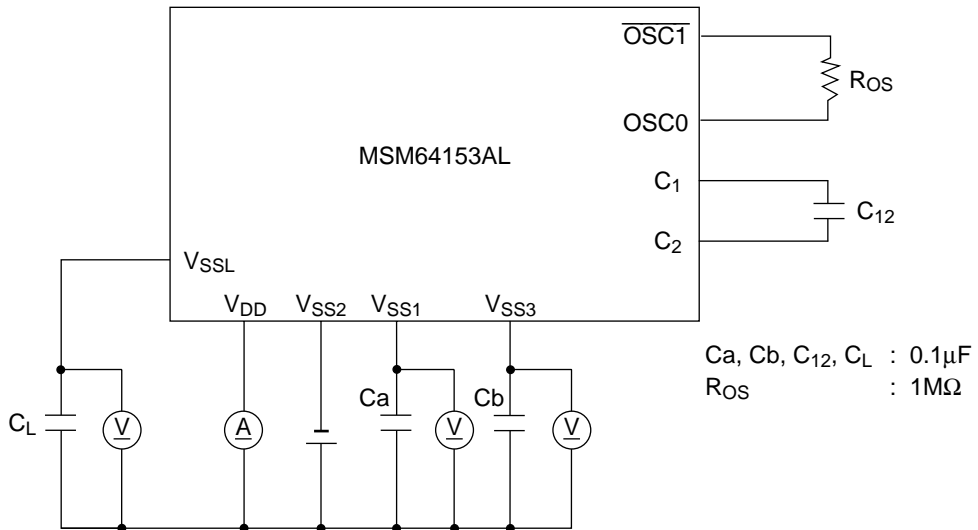 OSC1
R_OS
OSC0
MSM64153AL
C_1
C_12
C_2
V_SSL
V_DD
V_SS2
V_SS1
V_SS3
Ca, Cb, C_12, C_L : 0.1μF
R_OS : 1MΩ
C_L
V
A
Ca
V
Cb
V